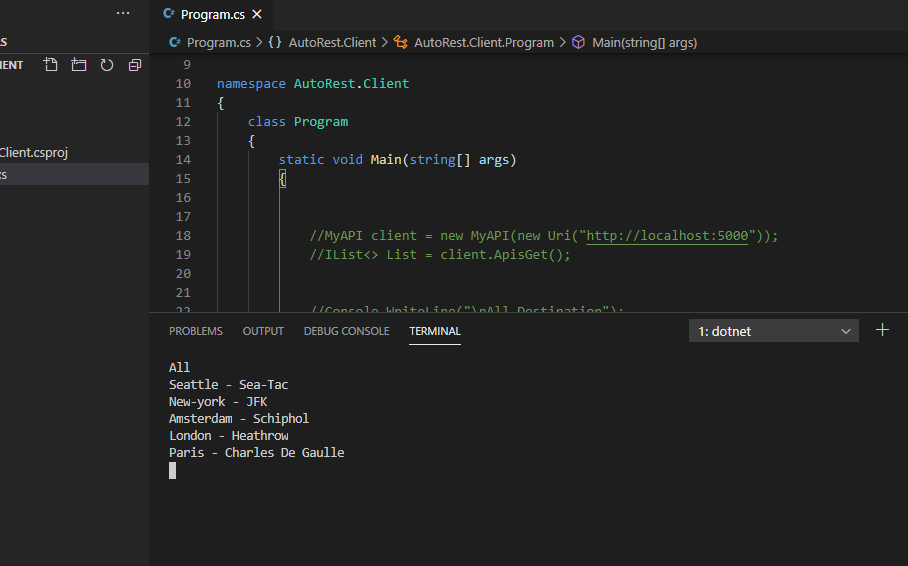 ···
Program.cs
Program.cs > {} AutoRest.Client > AutoRest.Client.Program > Main(string[] args)
S
IENT
Client.csproj
cs
9
10 namespace AutoRest.Client
11 {
12 class Program
13 {
14 static void Main(string[] args)
15 {
16
17
18 //MyAPI client = new MyAPI(new Uri("http://localhost:5000"));
19 //IList<> List = client.ApisGet();
20
21
22 //Console.WriteLine("\nAll Destination");
PROBLEMS OUTPUT DEBUG CONSOLE TERMINAL 1: dotnet
All
Seattle - Sea-Tac
New-york - JFK
Amsterdam - Schiphol
London - Heathrow
Paris - Charles De Gaulle